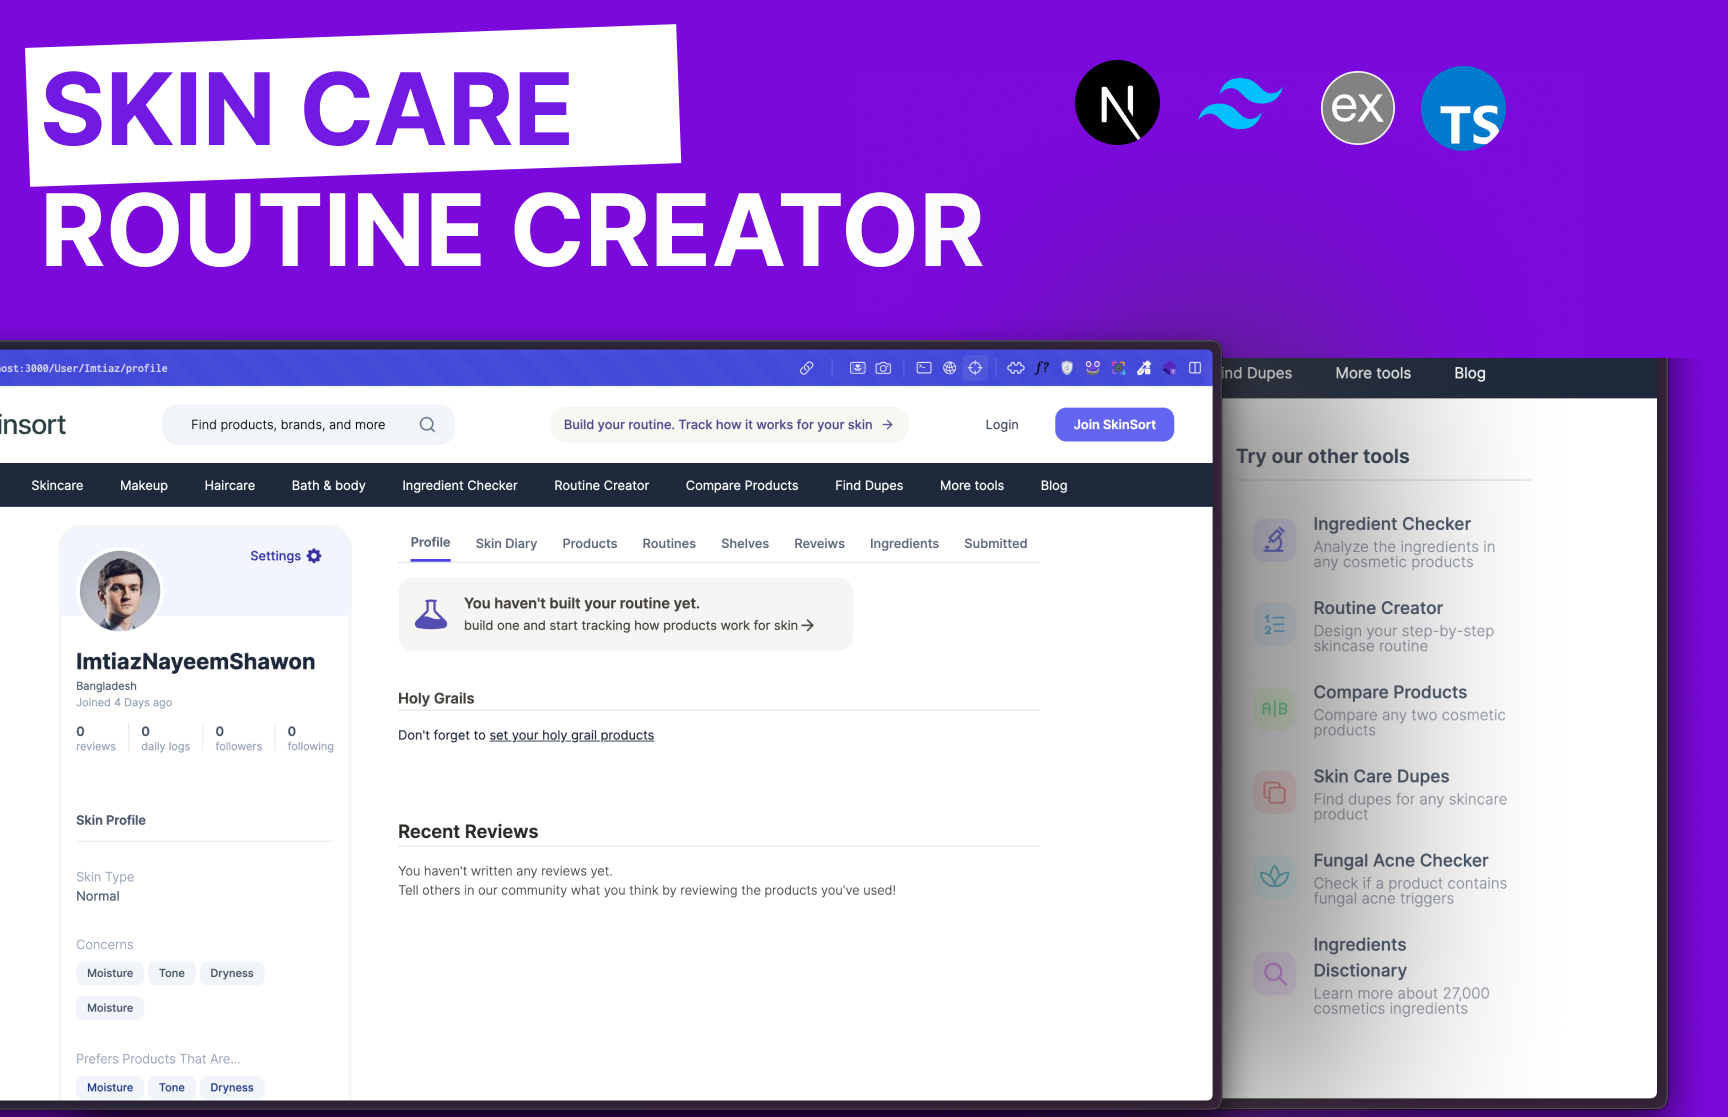 SKIN CARE
ROUTINE CREATOR
N
ex
TS
ost:3000/User/Imtiaz/profile
f?
insort
Find products, brands, and more
Build your routine. Track how it works for your skin →
Login
Join SkinSort
Skincare
Makeup
Haircare
Bath & body
Ingredient Checker
Routine Creator
Compare Products
Find Dupes
More tools
Blog
Settings
ImtiazNayeemShawon
Bangladesh
Joined 4 Days ago
0 reviews
0 daily logs
0 followers
0 following
Skin Profile
Skin Type
Normal
Concerns
Moisture Tone Dryness
Moisture
Prefers Products That Are...
Moisture Tone Dryness
Profile
Skin Diary
Products
Routines
Shelves
Reveiws
Ingredients
Submitted
You haven't built your routine yet.
build one and start tracking how products work for skin→
Holy Grails
Don't forget to set your holy grail products
Recent Reviews
You haven't written any reviews yet.
Tell others in our community what you think by reviewing the products you've used!
ind Dupes
More tools
Blog
Try our other tools
Ingredient Checker
Analyze the ingredients in
any cosmetic products
1
2
Routine Creator
Design your step-by-step
skincase routine
A|B
Compare Products
Compare any two cosmetic
products
Skin Care Dupes
Find dupes for any skincare
product
Fungal Acne Checker
Check if a product contains
fungal acne triggers
Ingredients
Disctionary
Learn more about 27,000
cosmetics ingredients